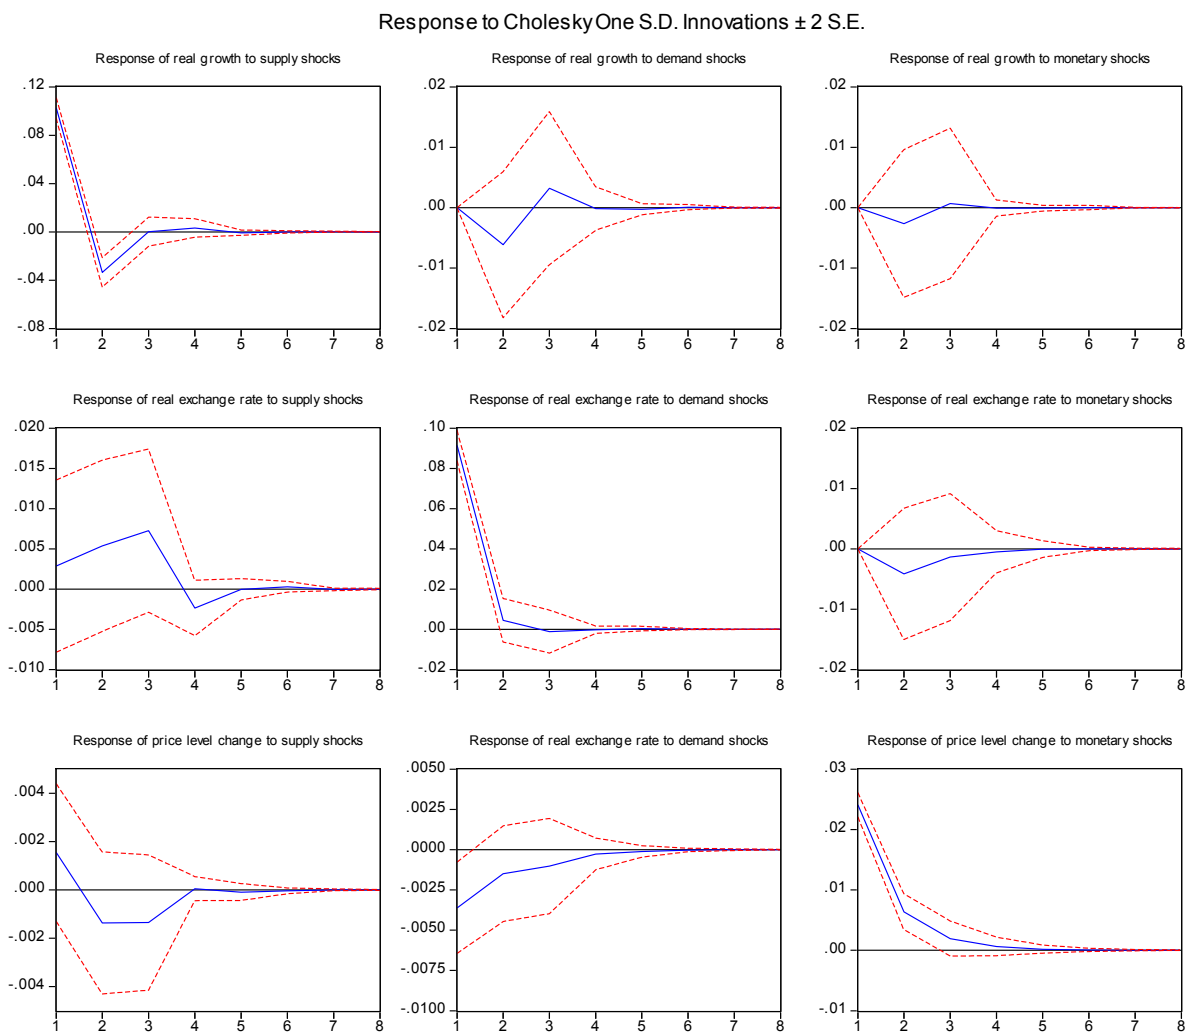 Response to Cholesky One S.D. Innovations ± 2 S.E.
Response of real growth to supply shocks
.12
.08
.04
.00
-.04
-.08
1 2 3 4 5 6 7 8
Response of real growth to demand shocks
.02
.01
.00
-.01
-.02
1 2 3 4 5 6 7 8
Response of real growth to monetary shocks
.02
.01
.00
-.01
-.02
1 2 3 4 5 6 7 8
Response of real exchange rate to supply shocks
.020
.015
.010
.005
.000
-.005
-.010
1 2 3 4 5 6 7 8
Response of real exchange rate to demand shocks
.10
.08
.06
.04
.02
.00
-.02
1 2 3 4 5 6 7 8
Response of real exchange rate to monetary shocks
.02
.01
.00
-.01
-.02
1 2 3 4 5 6 7 8
Response of price level change to supply shocks
.004
.002
.000
-.002
-.004
1 2 3 4 5 6 7 8
Response of real exchange rate to demand shocks
.0050
.0025
.0000
-.0025
-.0050
-.0075
-.0100
1 2 3 4 5 6 7 8
Response of price level change to monetary shocks
.03
.02
.01
.00
-.01
1 2 3 4 5 6 7 8